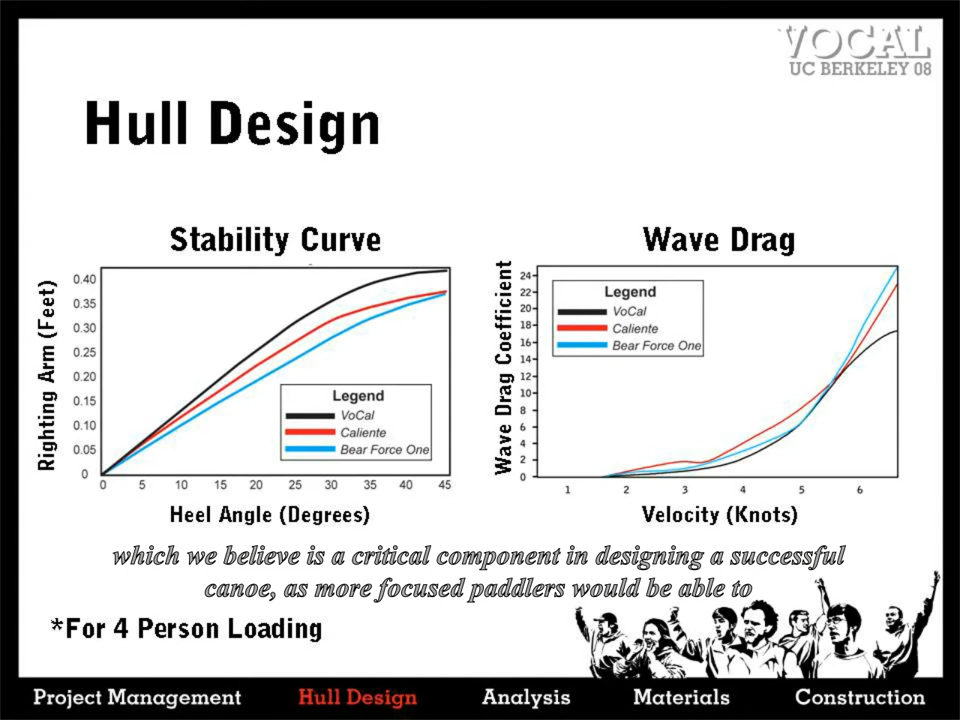 VOCAL
UC BERKELEY 08
Hull Design
Stability Curve
Righting Arm (Feet)
0.40
0.35
0.30
0.25
0.20
0.15
0.10
0.05
0
0 5 10 15 20 25 30 35 40 45
Legend
VoCal
Caliente
Bear Force One
Heel Angle (Degrees)
Wave Drag
Wave Drag Coefficient
24
22
20
18
16
14
12
10
8
6
4
2
0
1 2 3 4 5 6
Legend
VoCal
Caliente
Bear Force One
Velocity (Knots)
which we believe is a critical component in designing a successful
canoe, as more focused paddlers would be able to
*For 4 Person Loading
Project Management Hull Design Analysis Materials Construction